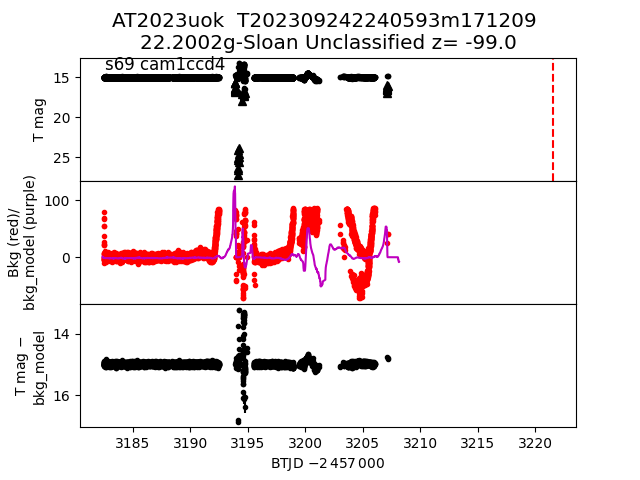 AT2023uok  T202309242240593m171209
22.2002g-Sloan Unclassified z= -99.0
s69 cam1ccd4
15
20
25
T mag
100
0
Bkg (red)/
bkg_model (purple)
14
16
T mag −
bkg_model
3185 3190 3195 3200 3205 3210 3215 3220
BTJD −2 457 000